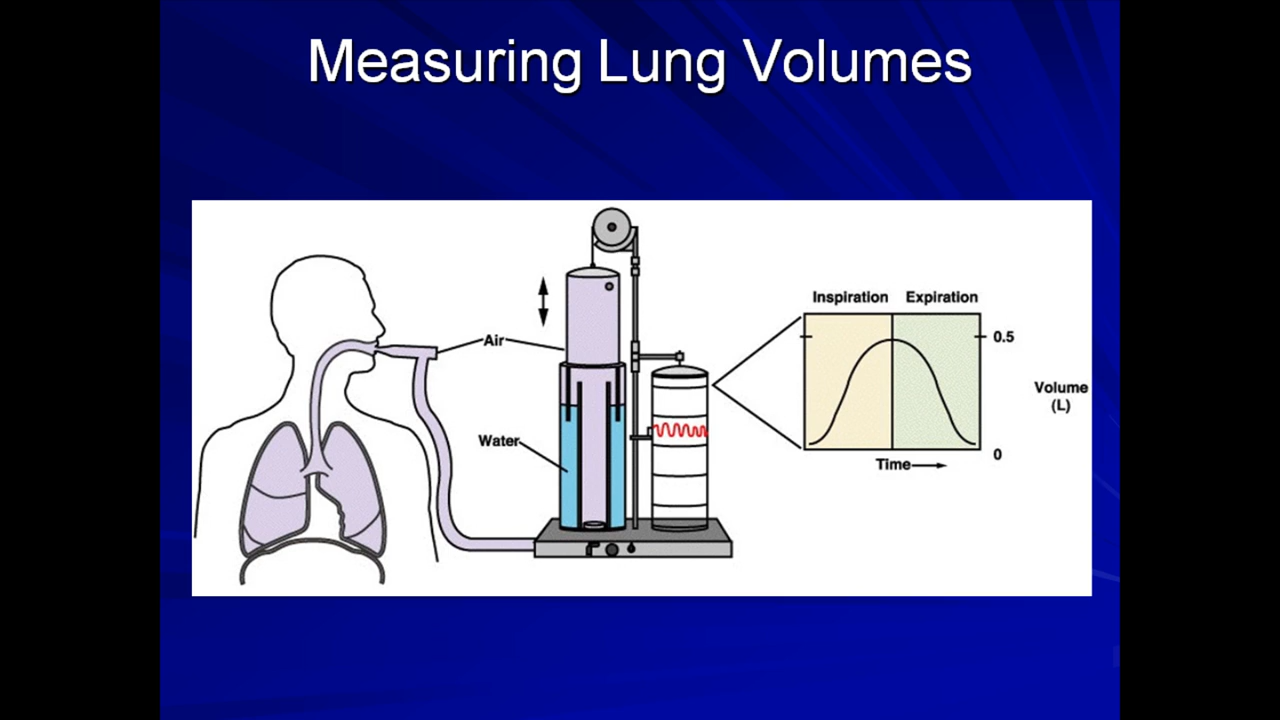 Measuring Lung Volumes
Air
Water
Inspiration Expiration
0.5
Volume
(L)
0
Time